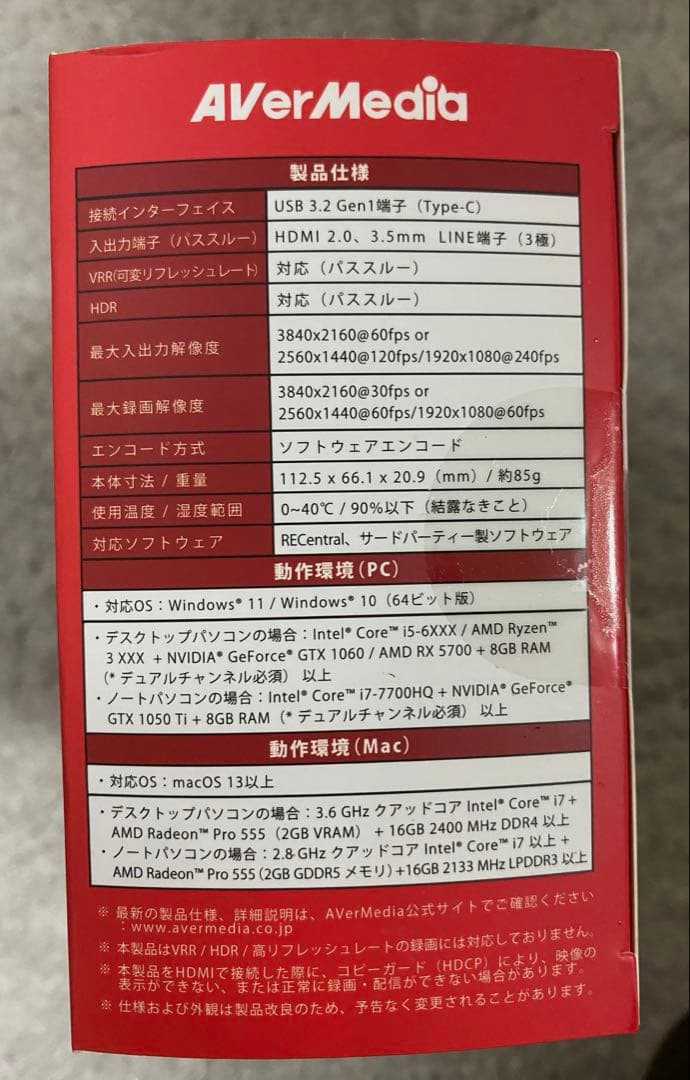 AVerMedia
製品仕様
接続インターフェイス USB 3.2 Gen1端子（Type-C）
入出力端子（パススルー） HDMI 2.0、3.5mm LINE端子（3極）
VRR(可変リフレッシュレート) 対応（パススルー）
HDR 対応（パススルー）
最大入出力解像度 3840x2160@60fps or
2560x1440@120fps/1920x1080@240fps
最大録画解像度 3840x2160@30fps or
2560x1440@60fps/1920x1080@60fps
エンコード方式 ソフトウェアエンコード
本体寸法 / 重量 112.5 x 66.1 x 20.9（mm）/ 約85g
使用温度 / 湿度範囲 0~40℃ / 90%以下（結露なきこと）
対応ソフトウェア RECentral、サードパーティー製ソフトウェア
動作環境（PC）
・対応OS：Windows® 11 / Windows® 10（64ビット版）
・デスクトップパソコンの場合：Intel® Core™ i5-6XXX / AMD Ryzen™
3 XXX + NVIDIA® GeForce® GTX 1060 / AMD RX 5700 + 8GB RAM
（* デュアルチャンネル必須）以上
・ノートパソコンの場合：Intel® Core™ i7-7700HQ + NVIDIA® GeForce®
GTX 1050 Ti + 8GB RAM（* デュアルチャンネル必須）以上
動作環境（Mac）
・対応OS：macOS 13以上
・デスクトップパソコンの場合：3.6 GHz クアッドコア Intel® Core™ i7 +
AMD Radeon™ Pro 555（2GB VRAM）+ 16GB 2400 MHz DDR4 以上
・ノートパソコンの場合：2.8 GHz クアッドコア Intel® Core™ i7 以上 +
AMD Radeon™ Pro 555（2GB GDDR5 メモリ）+16GB 2133 MHz LPDDR3 以上
※ 最新の製品仕様、詳細説明は、AVerMedia公式サイトでご確認ください
：www.avermedia.co.jp
※ 本製品はVRR / HDR / 高リフレッシュレートの録画には対応しておりません。
※ 本製品をHDMIで接続した際に、コピーガード（HDCP）により、映像の
表示ができない、または正常に録画・配信ができない場合があります。
※ 仕様および外観は製品改良のため、予告なく変更されることがあります。